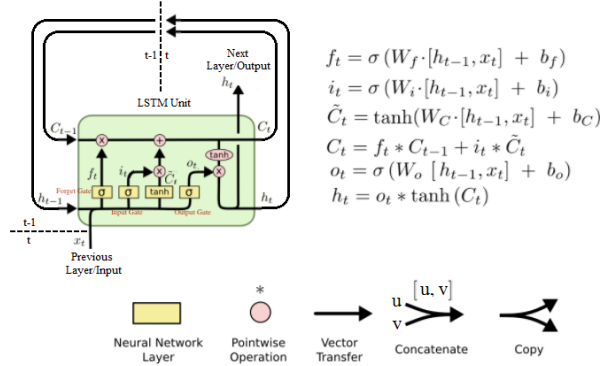 t-1 t
Next
Layer/Output
h_t
LSTM Unit
C_{t-1}
C_t
x
+
tanh
f_t
i_t
x
C̃_t
o_t
x
Forget Gate
σ
σ
tanh
σ
h_{t-1}
Input Gate
Output Gate
h_t
t-1
t
x_t
Previous
Layer/Input
f_t = σ (W_f·[h_{t-1}, x_t] + b_f)
i_t = σ (W_i·[h_{t-1}, x_t] + b_i)
C̃_t = tanh(W_C·[h_{t-1}, x_t] + b_C)
C_t = f_t * C_{t-1} + i_t * C̃_t
o_t = σ (W_o [h_{t-1}, x_t] + b_o)
h_t = o_t * tanh (C_t)
*
[u, v]
u
v
Neural Network
Layer
Pointwise
Operation
Vector
Transfer
Concatenate
Copy